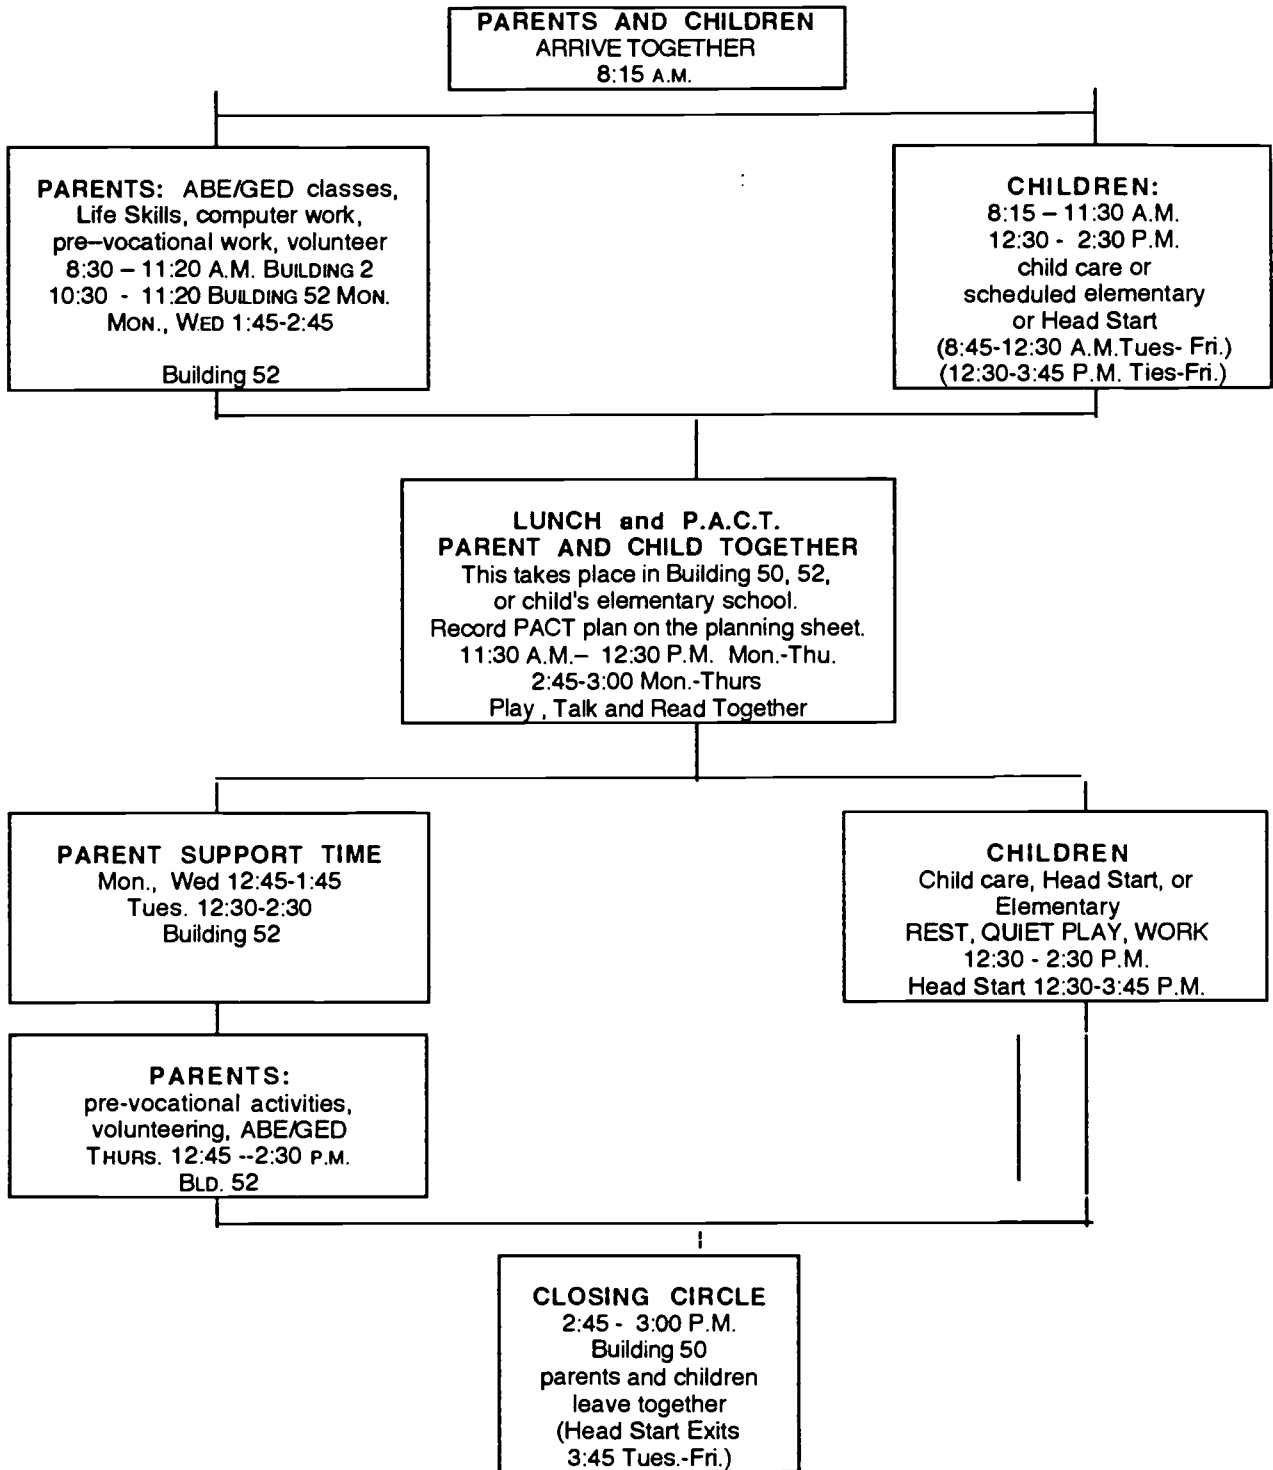 PARENTS AND CHILDREN
ARRIVE TOGETHER
8:15 A.M.
PARENTS: ABE/GED classes,
Life Skills, computer work,
pre–vocational work, volunteer
8:30 – 11:20 A.M. BUILDING 2
10:30 - 11:20 BUILDING 52 MON.
MON., WED 1:45-2:45
Building 52
CHILDREN:
8:15 – 11:30 A.M.
12:30 - 2:30 P.M.
child care or
scheduled elementary
or Head Start
(8:45-12:30 A.M.Tues- Fri.)
(12:30-3:45 P.M. Ties-Fri.)
LUNCH and P.A.C.T.
PARENT AND CHILD TOGETHER
This takes place in Building 50, 52,
or child's elementary school.
Record PACT plan on the planning sheet.
11:30 A.M.– 12:30 P.M. Mon.-Thu.
2:45-3:00 Mon.-Thurs
Play , Talk and Read Together
PARENT SUPPORT TIME
Mon., Wed 12:45-1:45
Tues. 12:30-2:30
Building 52
CHILDREN
Child care, Head Start, or
Elementary
REST, QUIET PLAY, WORK
12:30 - 2:30 P.M.
Head Start 12:30-3:45 P.M.
PARENTS:
pre-vocational activities,
volunteering, ABE/GED
THURS. 12:45 --2:30 P.M.
BLD. 52
CLOSING CIRCLE
2:45 - 3:00 P.M.
Building 50
parents and children
leave together
(Head Start Exits
3:45 Tues.-Fri.)